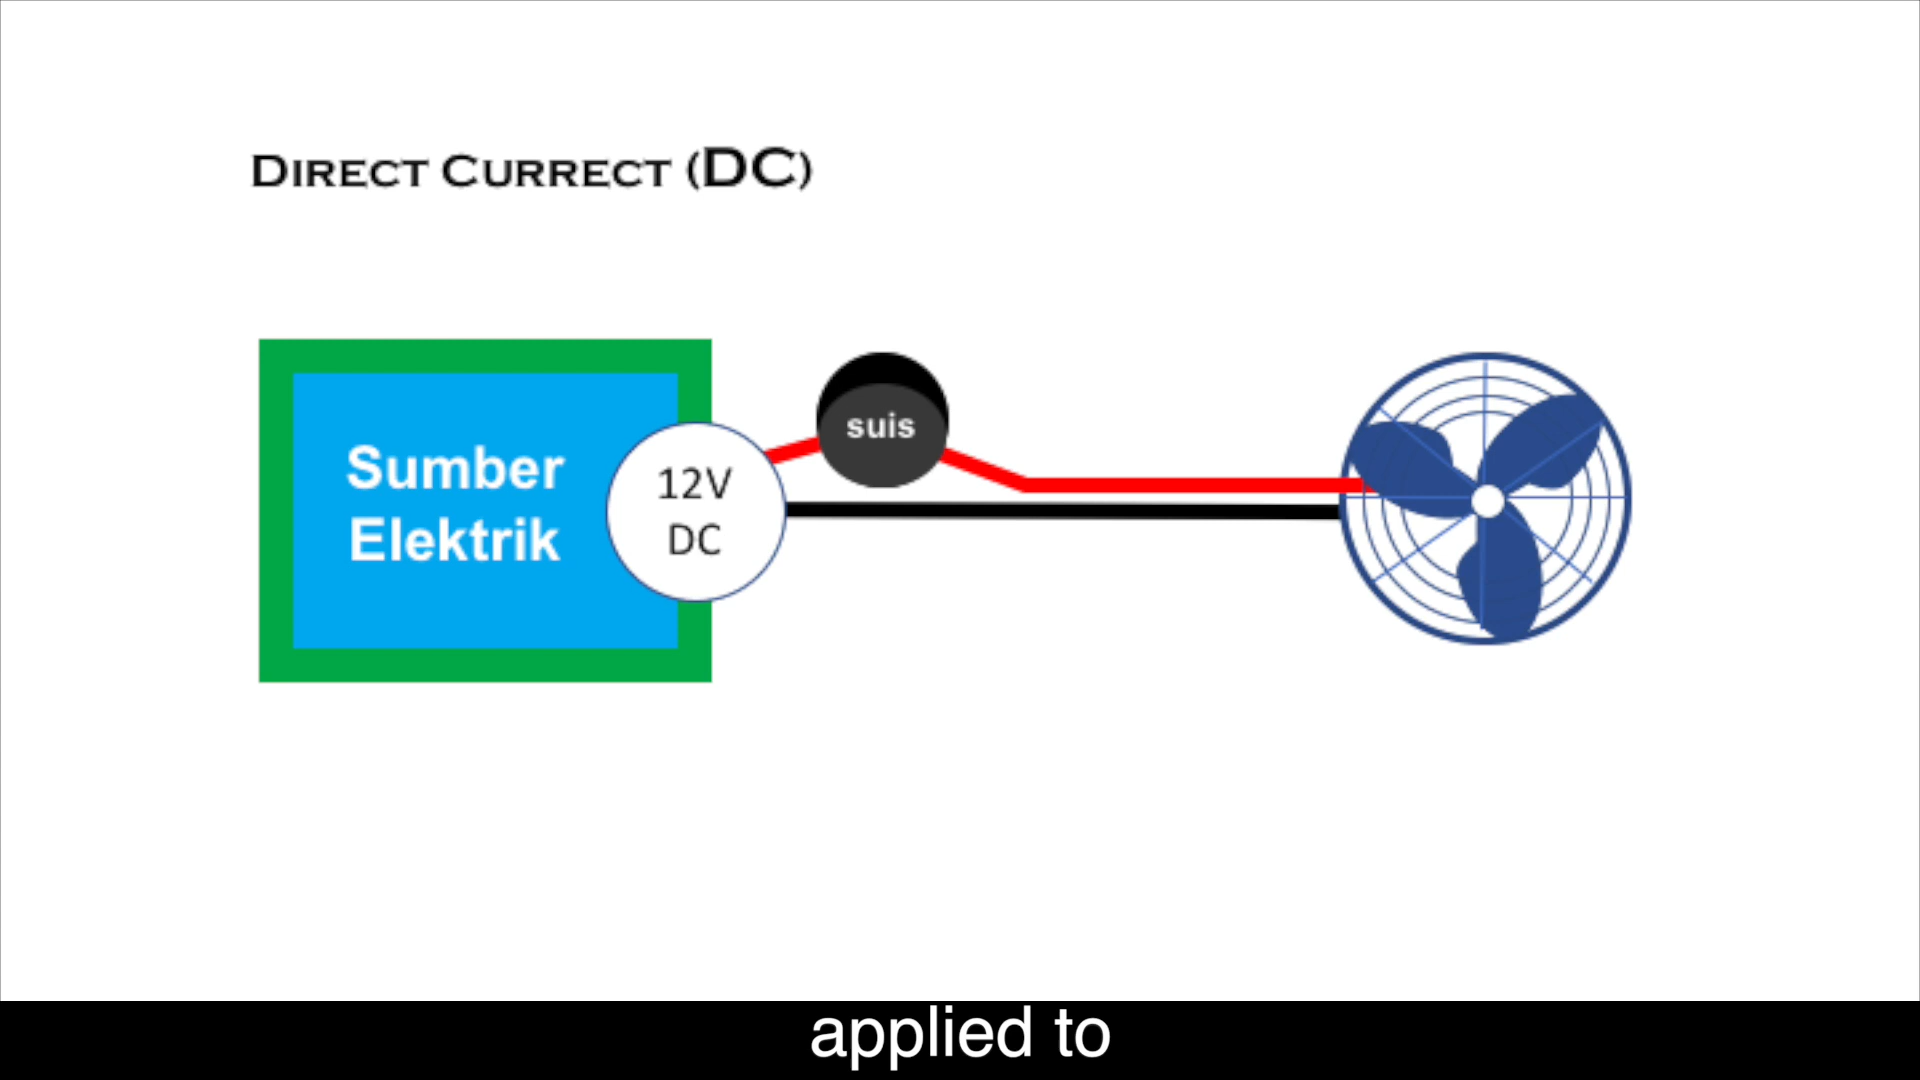 DIRECT CURRECT (DC)
suis
Sumber
Elektrik
12V
DC
applied to